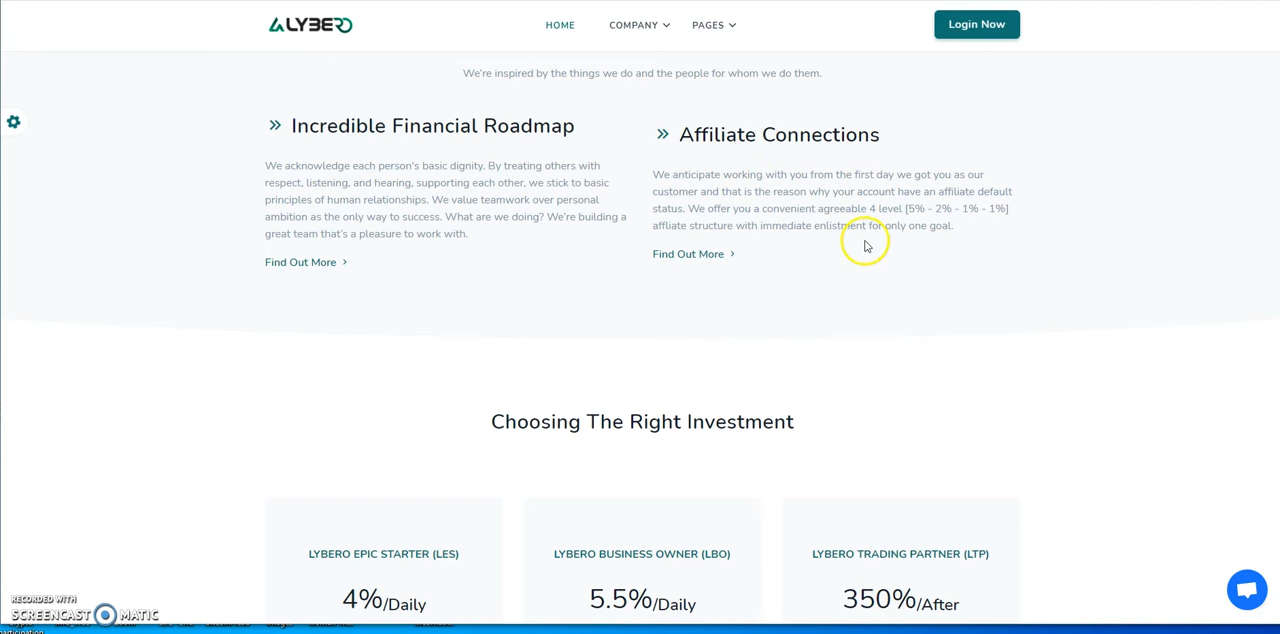 LYBERO
HOME
COMPANY
PAGES
Login Now
We're inspired by the things we do and the people for whom we do them.
Incredible Financial Roadmap
We acknowledge each person's basic dignity. By treating others with
respect, listening, and hearing, supporting each other, we stick to basic
principles of human relationships. We value teamwork over personal
ambition as the only way to success. What are we doing? We're building a
great team that's a pleasure to work with.
Find Out More
Affiliate Connections
We anticipate working with you from the first day we got you as our
customer and that is the reason why your account have an affiliate default
status. We offer you a convenient agreeable 4 level [5% - 2% - 1% - 1%]
affliate structure with immediate enlistment for only one goal.
Find Out More
Choosing The Right Investment
LYBERO EPIC STARTER (LES)
4%/Daily
LYBERO BUSINESS OWNER (LBO)
5.5%/Daily
LYBERO TRADING PARTNER (LTP)
350%/After
RECORDED WITH
SCREENCAST MATIC